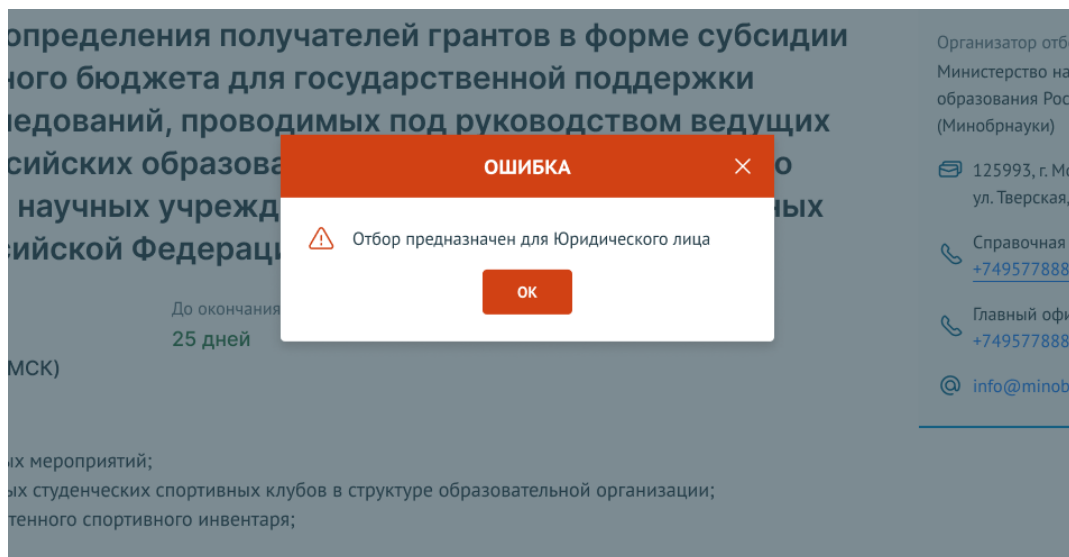 определения получателей грантов в форме субсидии
ного бюджета для государственной поддержки
ледований, проводимых под руководством ведущих
сийских образова
о
научных учрежд
ных
сийской Федераци
ОШИБКА
Отбор предназначен для Юридического лица
ОК
До окончания
25 дней
МСК)
ых мероприятий;
ых студенческих спортивных клубов в структуре образовательной организации;
тенного спортивного инвентаря;
Организатор отб
Министерство на
образования Рос
(Минобрнауки)
125993, г. Мо
ул. Тверская,
Справочная
+749577888
Главный офи
+749577888
info@minob